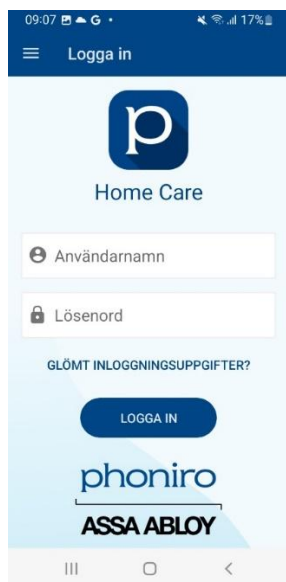 09:07 G 17%
Logga in
p
Home Care
Användarnamn
Lösenord
GLÖMT INLOGGNINGSUPPGIFTER?
LOGGA IN
phoniro
ASSA ABLOY